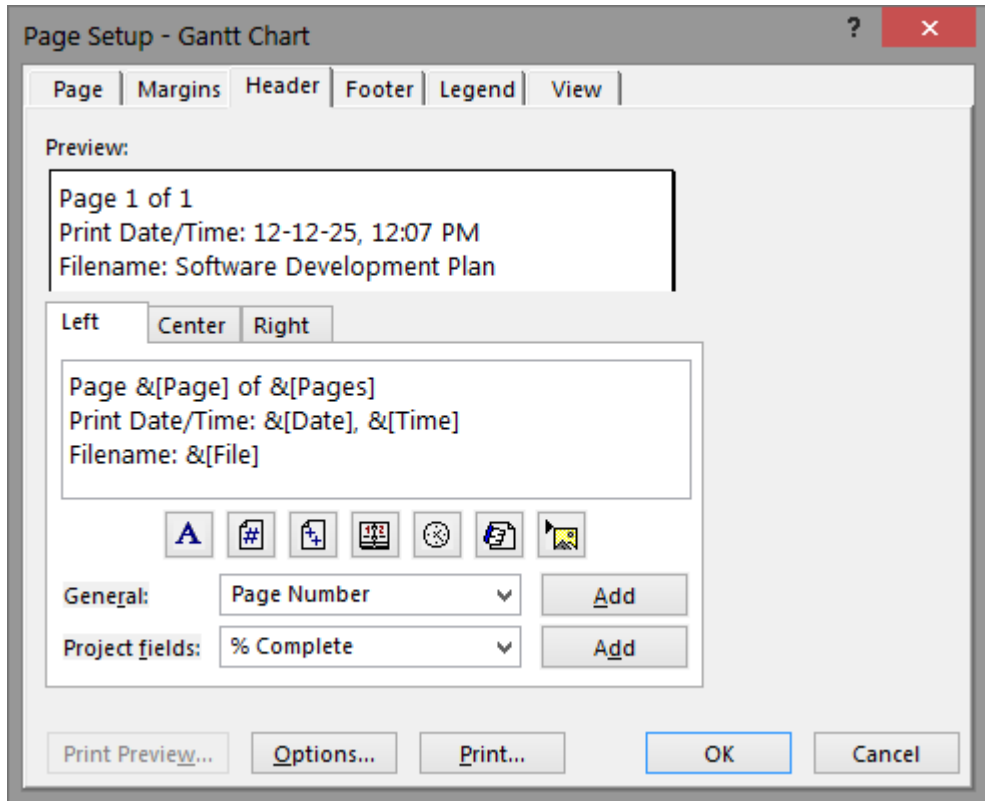 Page Setup - Gantt Chart ? ×
Page Margins Header Footer Legend View
Preview:
Page 1 of 1
Print Date/Time: 12-12-25, 12:07 PM
Filename: Software Development Plan
Left Center Right
Page &[Page] of &[Pages]
Print Date/Time: &[Date], &[Time]
Filename: &[File]
A #
General: Page Number Add
Project fields: % Complete Add
Print Preview... Options... Print... OK Cancel